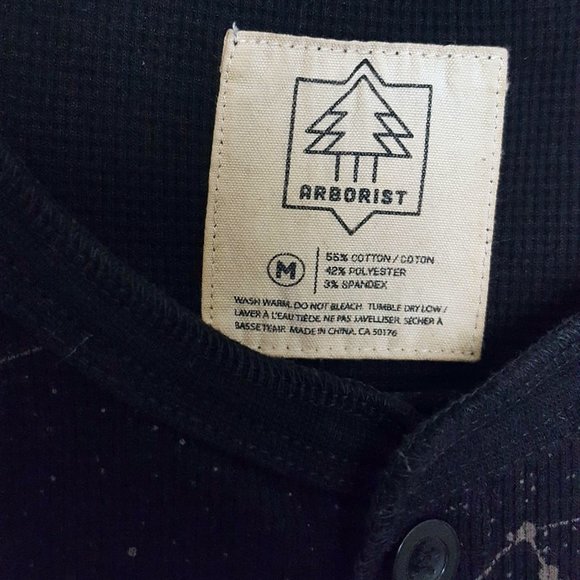 ARBORIST
M
55% COTTON / COTON
42% POLYESTER
3% SPANDEX
WASH WARM. DO NOT BLEACH. TUMBLE DRY LOW /
LAVER À L'EAU TIÈDE. NE PAS JAVELLISER. SÉCHER À
BASSE TEMP. MADE IN CHINA. CA 50176